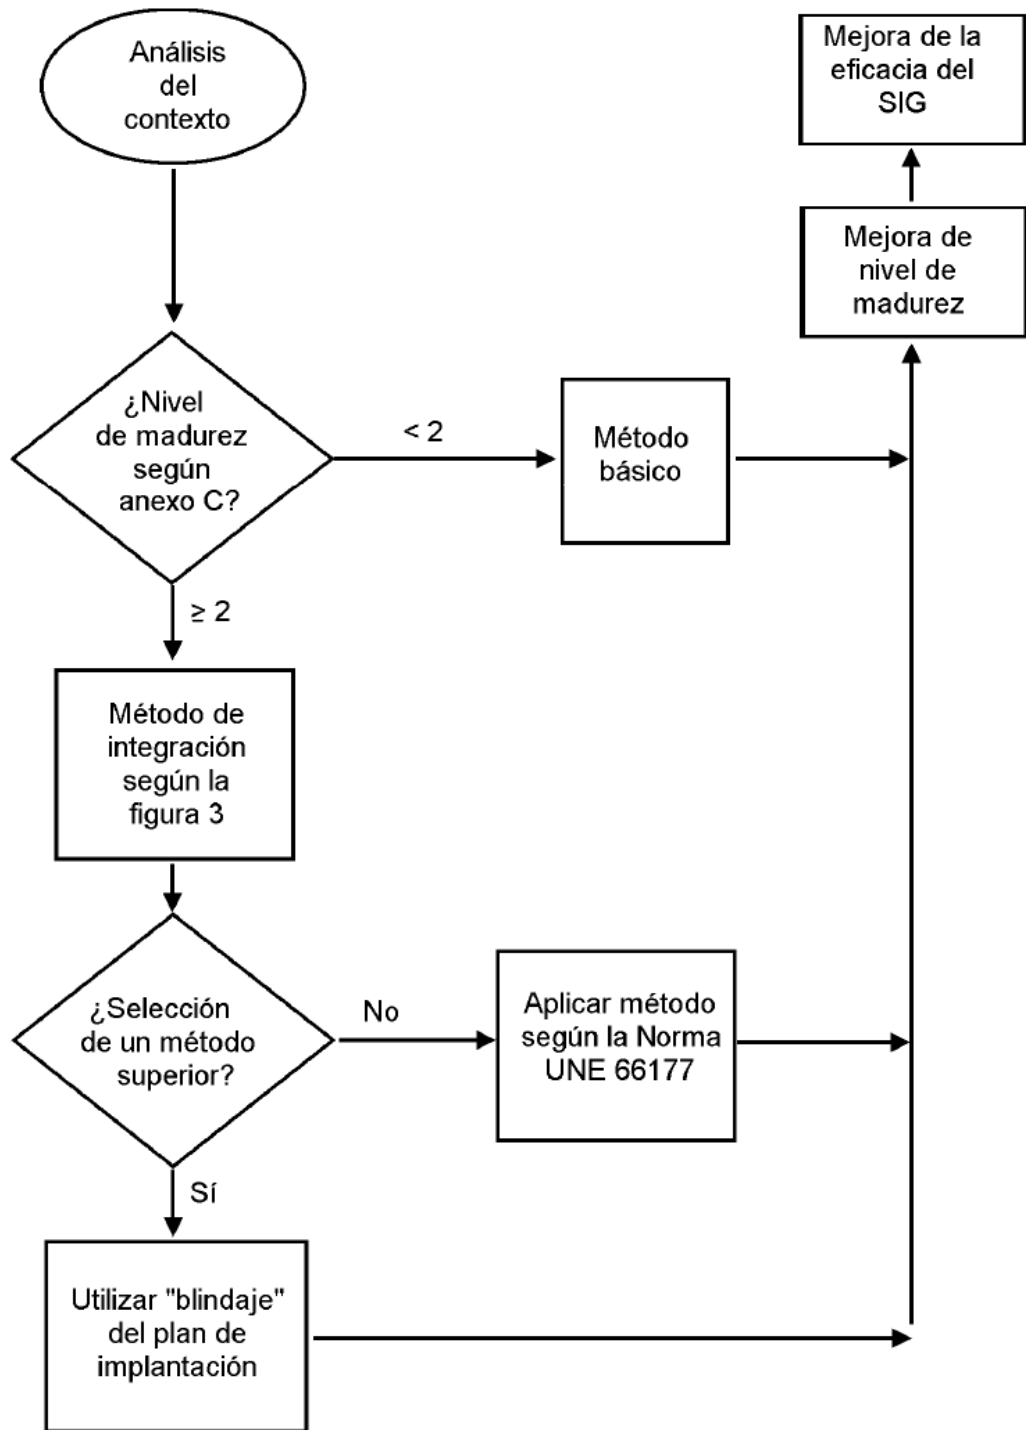 Análisis
del
contexto
Mejora de la
eficacia del
SIG
Mejora de
nivel de
madurez
¿Nivel
de madurez
según
anexo C?
< 2
Método
básico
≥ 2
Método de
integración
según la
figura 3
¿Selección
de un método
superior?
No
Aplicar método
según la Norma
UNE 66177
Sí
Utilizar "blindaje"
del plan de
implantación